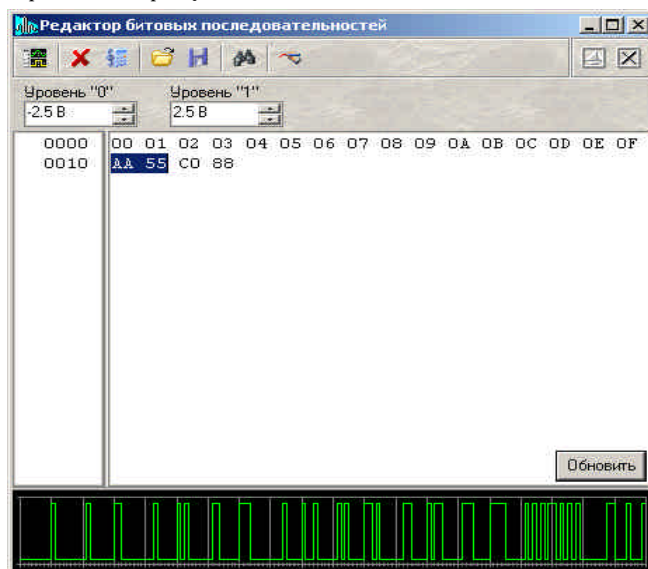 Редактор битовых последовательностей
Уровень "0" Уровень "1"
-2.5 В 2.5 В
0000 00 01 02 03 04 05 06 07 08 09 0A 0B 0C 0D 0E 0F
0010 AA 55 C0 88
Обновить